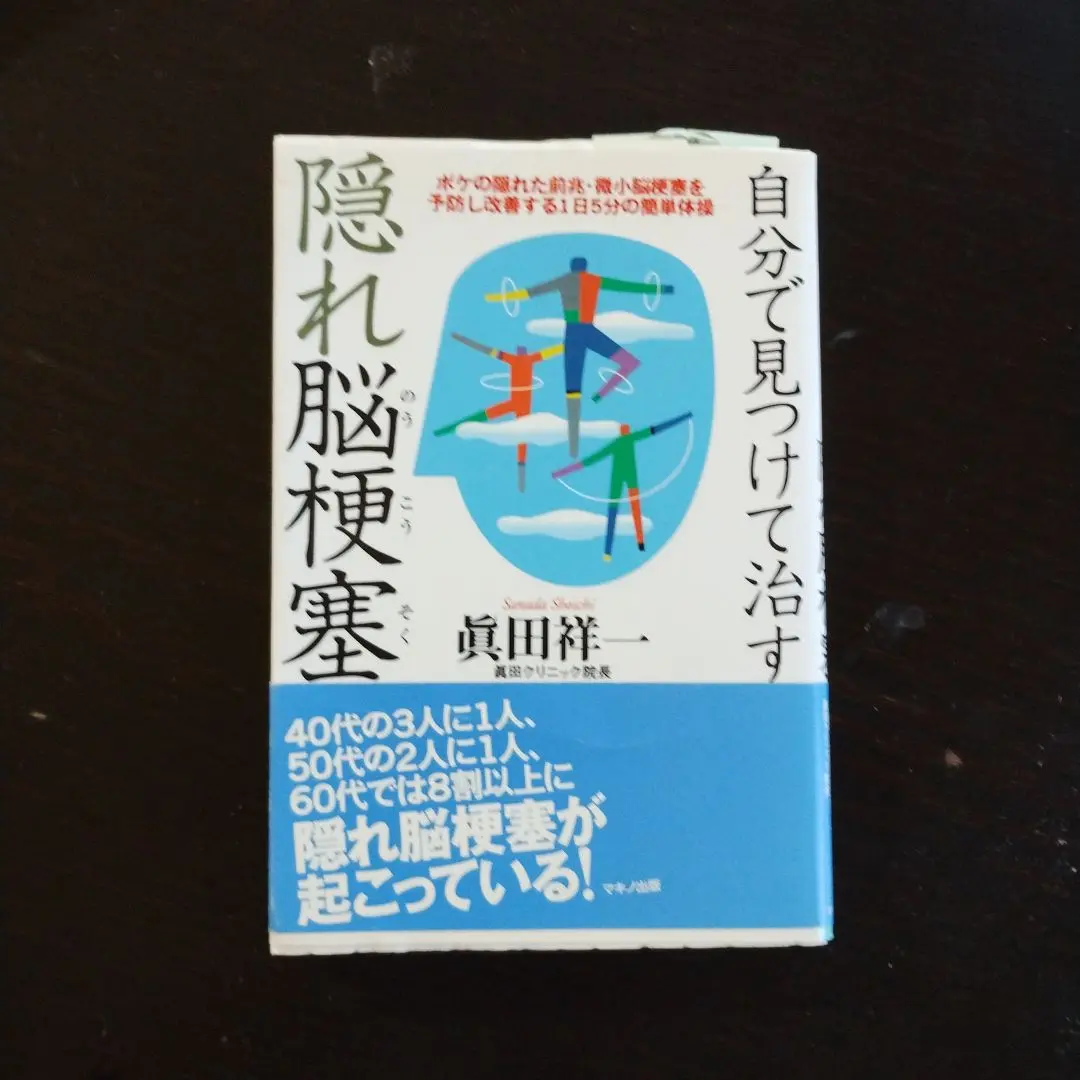 自分で見つけて治す
ボケの隠れた前兆・微小脳梗塞を
予防し改善する1日5分の簡単体操
隠れ脳梗塞
のうこうそく
Sanada Shoichi
眞田祥一
眞田クリニック院長
40代の3人に1人、
50代の2人に1人、
60代では8割以上に
隠れ脳梗塞が
起こっている!
マキノ出版